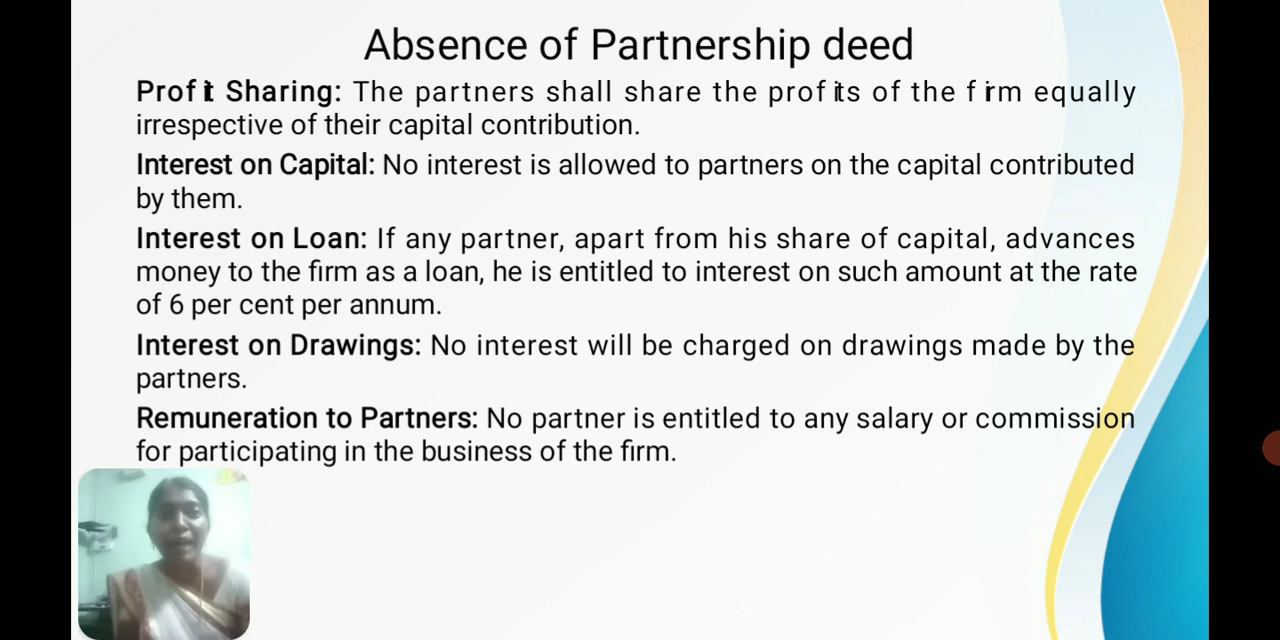 Absence of Partnership deed
Profit Sharing: The partners shall share the profits of the firm equally
irrespective of their capital contribution.
Interest on Capital: No interest is allowed to partners on the capital contributed
by them.
Interest on Loan: If any partner, apart from his share of capital, advances
money to the firm as a loan, he is entitled to interest on such amount at the rate
of 6 per cent per annum.
Interest on Drawings: No interest will be charged on drawings made by the
partners.
Remuneration to Partners: No partner is entitled to any salary or commission
for participating in the business of the firm.